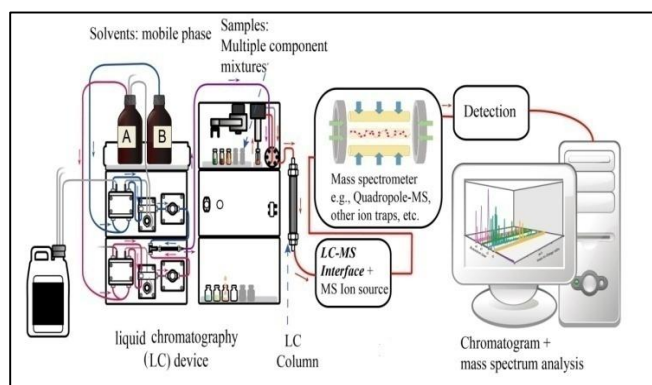 Solvents: mobile phase
Samples:
Multiple component
mixtures
A
B
Detection
Mass spectrometer
e.g., Quadropole-MS,
other ion traps, etc.
LC-MS
Interface +
MS Ion source
liquid chromatography
(LC) device
LC
Column
Chromatogram +
mass spectrum analysis